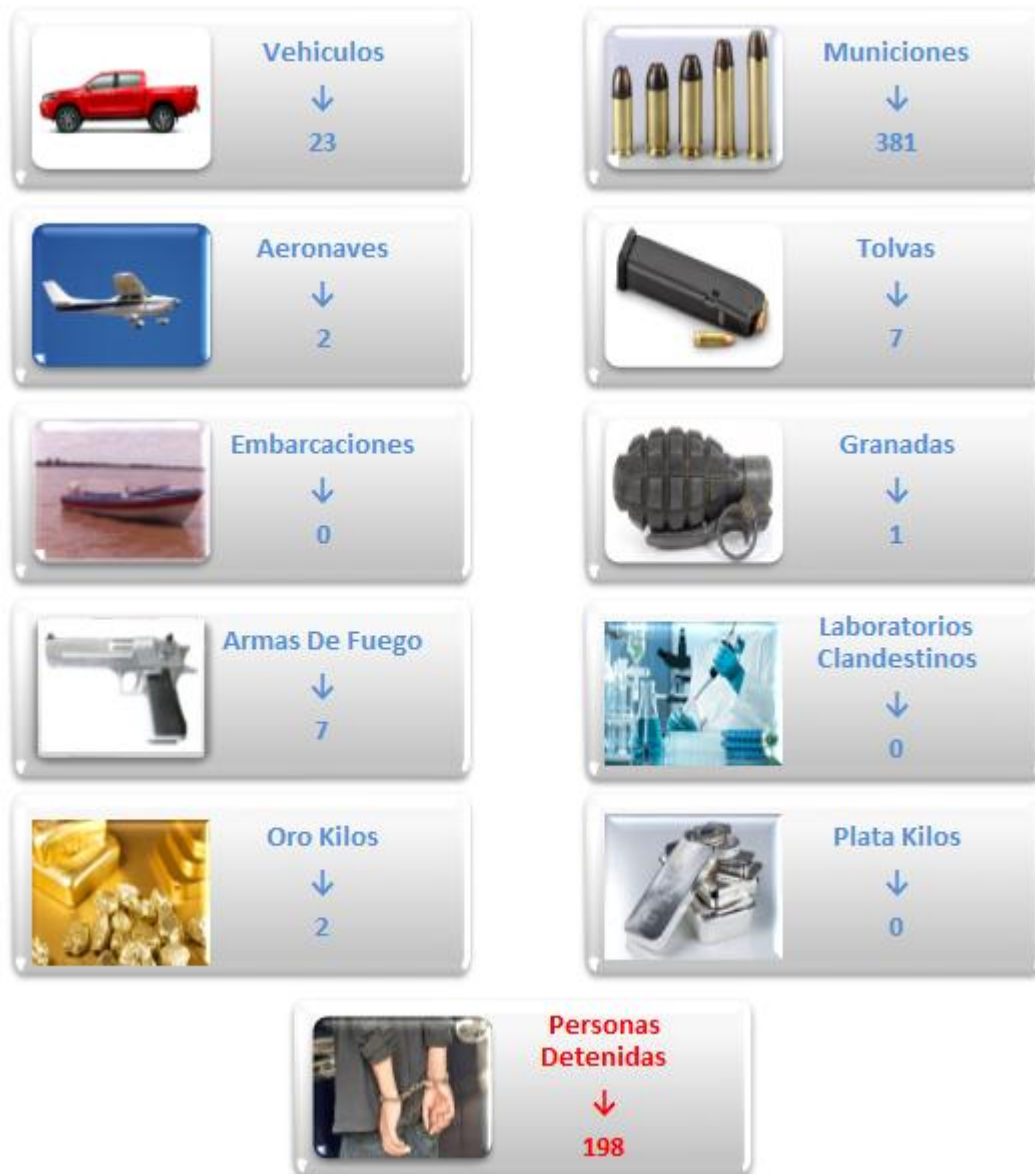 Vehiculos
↓
23
Municiones
↓
381
Aeronaves
↓
2
Tolvas
↓
7
Embarcaciones
↓
0
Granadas
↓
1
Armas De Fuego
↓
7
Laboratorios
Clandestinos
↓
0
Oro Kilos
↓
2
Plata Kilos
↓
0
Personas
Detenidas
↓
198